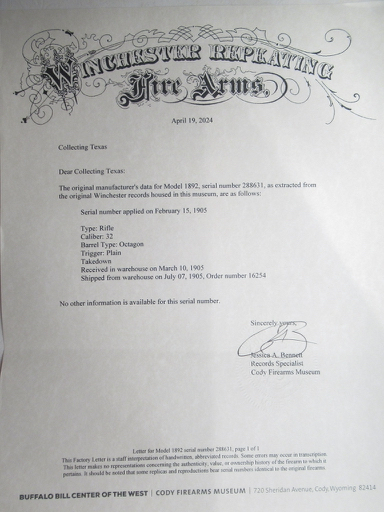 WINCHESTER REPEATING
Fire Arms,
April 19, 2024
Collecting Texas
Dear Collecting Texas:
The original manufacturer's data for Model 1892, serial number 288631, as extracted from
the original Winchester records housed in this museum, are as follows:
Serial number applied on February 15, 1905
Type: Rifle
Caliber: 32
Barrel Type: Octagon
Trigger: Plain
Takedown
Received in warehouse on March 10, 1905
Shipped from warehouse on July 07, 1905, Order number 16254
No other information is available for this serial number.
Sincerely yours,
Jessica A. Bennett
Records Specialist
Cody Firearms Museum
Letter for Model 1892 serial number 288631, page 1 of 1
This Factory Letter is a staff interpretation of handwritten, abbreviated records. Some errors may occur in transcription
This letter makes no representations concerning the authenticity, value, or ownership history of the firearm to which it
pertains. It should be noted that some replicas and reproductions bear serial numbers identical to the original firearms.
BUFFALO BILL CENTER OF THE WEST | CODY FIREARMS MUSEUM | 720 Sheridan Avenue, Cody, Wyoming 82414